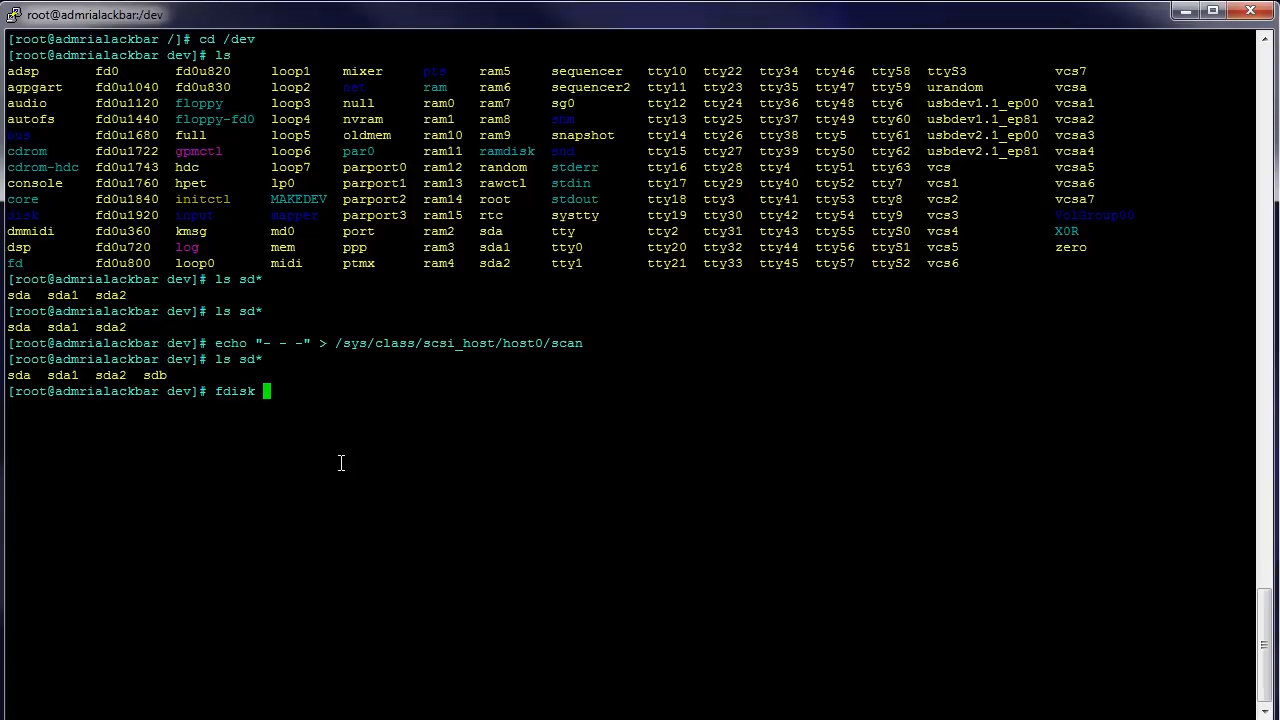 root@admrialackbar:/dev
[root@admrialackbar /]# cd /dev
[root@admrialackbar dev]# ls
adsp fd0 fd0u820 loop1 mixer pts ram5 sequencer tty10 tty22 tty34 tty46 tty58 ttyS3 vcs7
agpgart fd0u1040 fd0u830 loop2 net ram ram6 sequencer2 tty11 tty23 tty35 tty47 tty59 urandom vcsa
audio fd0u1120 floppy loop3 null ram0 ram7 sg0 tty12 tty24 tty36 tty48 tty6 usbdev1.1_ep00 vcsa1
autofs fd0u1440 floppy-fd0 loop4 nvram ram1 ram8 shm tty13 tty25 tty37 tty49 tty60 usbdev1.1_ep81 vcsa2
fd0u1680 full loop5 oldmem ram10 ram9 snapshot tty14 tty26 tty38 tty5 tty61 usbdev2.1_ep00 vcsa3
cdrom fd0u1722 gpmctl loop6 par0 ram11 ramdisk snd tty15 tty27 tty39 tty50 tty62 usbdev2.1_ep81 vcsa4
cdrom-hdc fd0u1743 hdc loop7 parport0 ram12 random stderr tty16 tty28 tty4 tty51 tty63 vcs vcsa5
console fd0u1760 hpet lp0 parport1 ram13 rawctl stdin tty17 tty29 tty40 tty52 tty7 vcs1 vcsa6
core fd0u1840 initctl MAKEDEV parport2 ram14 root stdout tty18 tty3 tty41 tty53 tty8 vcs2 vcsa7
disk fd0u1920 input mapper parport3 ram15 rtc systty tty19 tty30 tty42 tty54 tty9 vcs3 VolGroup00
dmmidi fd0u360 kmsg md0 port ram2 sda tty tty2 tty31 tty43 tty55 ttyS0 vcs4 X0R
dsp fd0u720 log mem ppp ram3 sda1 tty0 tty20 tty32 tty44 tty56 ttyS1 vcs5 zero
fd fd0u800 loop0 midi ptmx ram4 sda2 tty1 tty21 tty33 tty45 tty57 ttyS2 vcs6
[root@admrialackbar dev]# ls sd*
sda sda1 sda2
[root@admrialackbar dev]# ls sd*
sda sda1 sda2
[root@admrialackbar dev]# echo "- - -" > /sys/class/scsi_host/host0/scan
[root@admrialackbar dev]# ls sd*
sda sda1 sda2 sdb
[root@admrialackbar dev]# fdisk